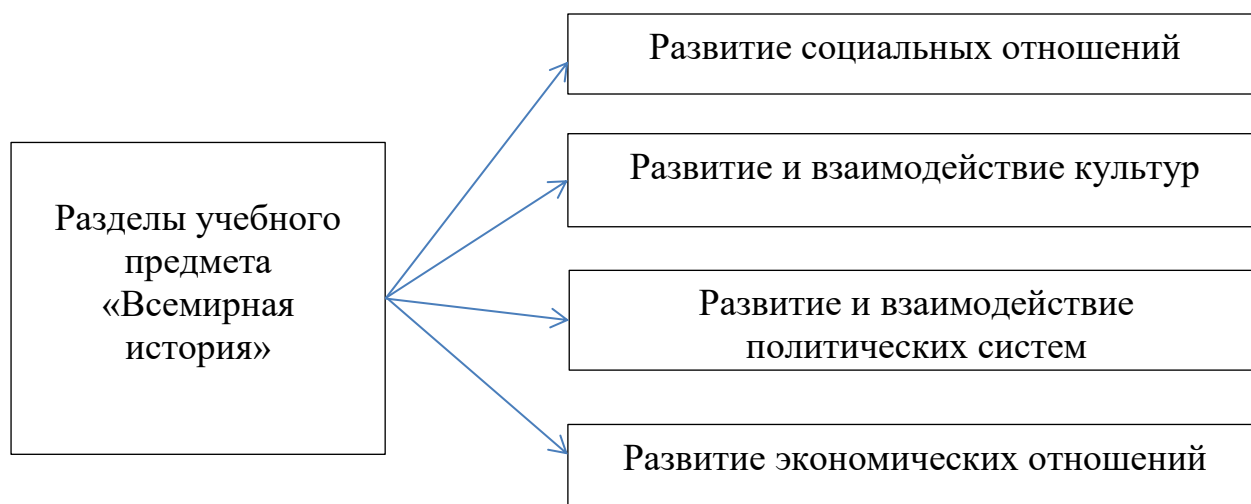 Разделы учебного
предмета
«Всемирная
история»
Развитие социальных отношений
Развитие и взаимодействие культур
Развитие и взаимодействие
политических систем
Развитие экономических отношений